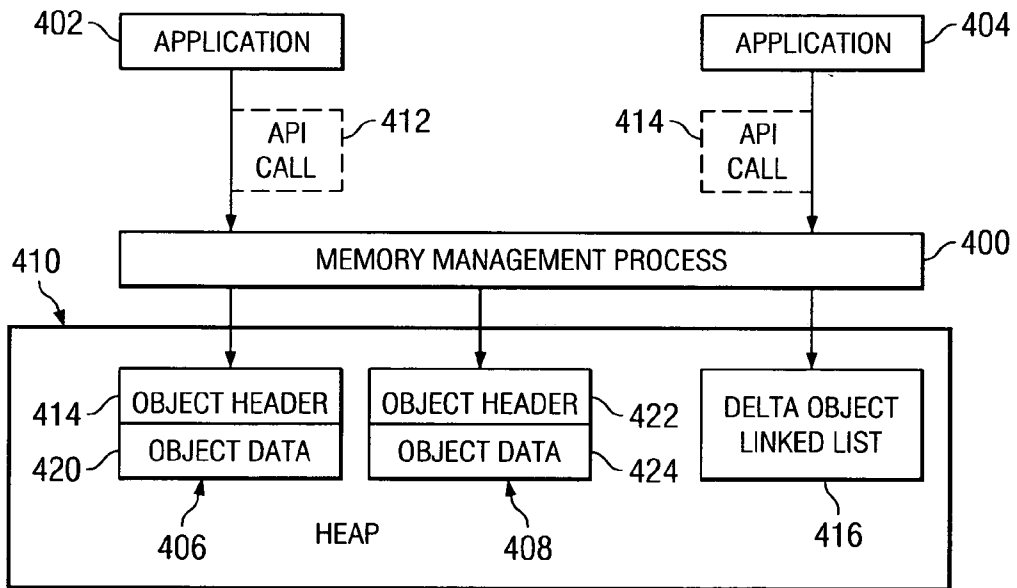 402
APPLICATION
APPLICATION
404
API
CALL
412
414
API
CALL
410
MEMORY MANAGEMENT PROCESS
400
414
OBJECT HEADER
OBJECT HEADER
422
DELTA OBJECT
LINKED LIST
420
OBJECT DATA
OBJECT DATA
424
406
HEAP
408
416